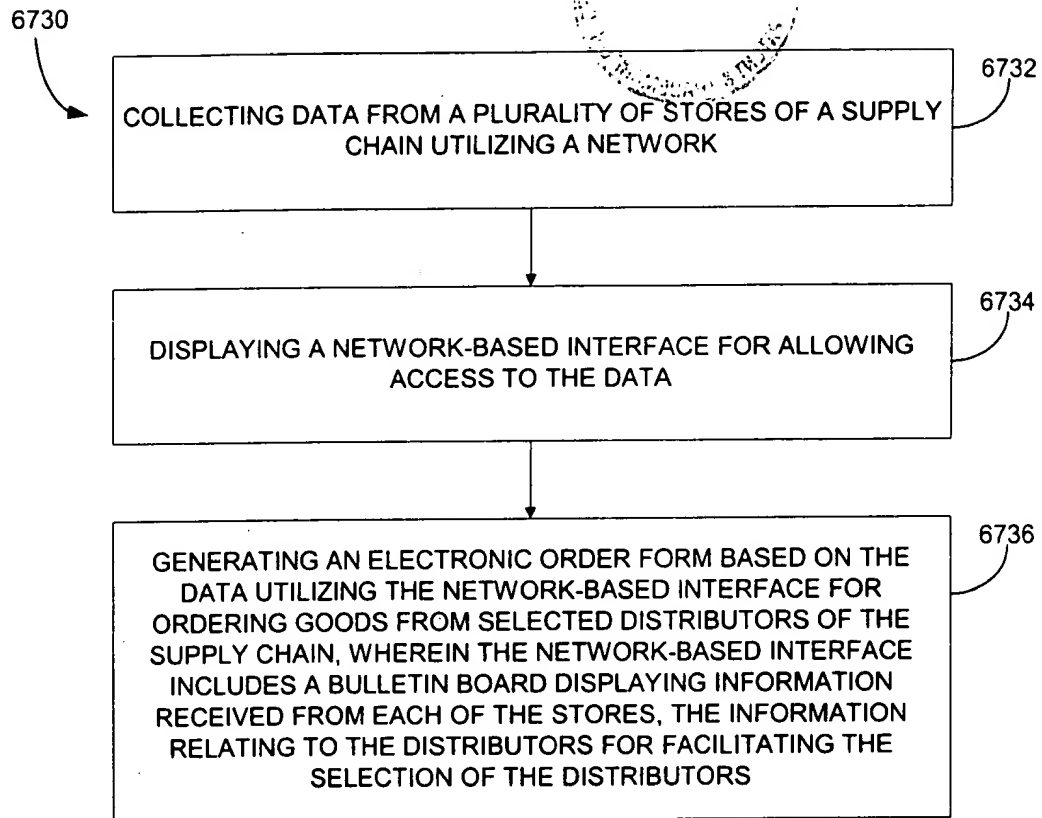 6730
6732
COLLECTING DATA FROM A PLURALITY OF STORES OF A SUPPLY
CHAIN UTILIZING A NETWORK
6734
DISPLAYING A NETWORK-BASED INTERFACE FOR ALLOWING
ACCESS TO THE DATA
6736
GENERATING AN ELECTRONIC ORDER FORM BASED ON THE
DATA UTILIZING THE NETWORK-BASED INTERFACE FOR
ORDERING GOODS FROM SELECTED DISTRIBUTORS OF THE
SUPPLY CHAIN, WHEREIN THE NETWORK-BASED INTERFACE
INCLUDES A BULLETIN BOARD DISPLAYING INFORMATION
RECEIVED FROM EACH OF THE STORES, THE INFORMATION
RELATING TO THE DISTRIBUTORS FOR FACILITATING THE
SELECTION OF THE DISTRIBUTORS